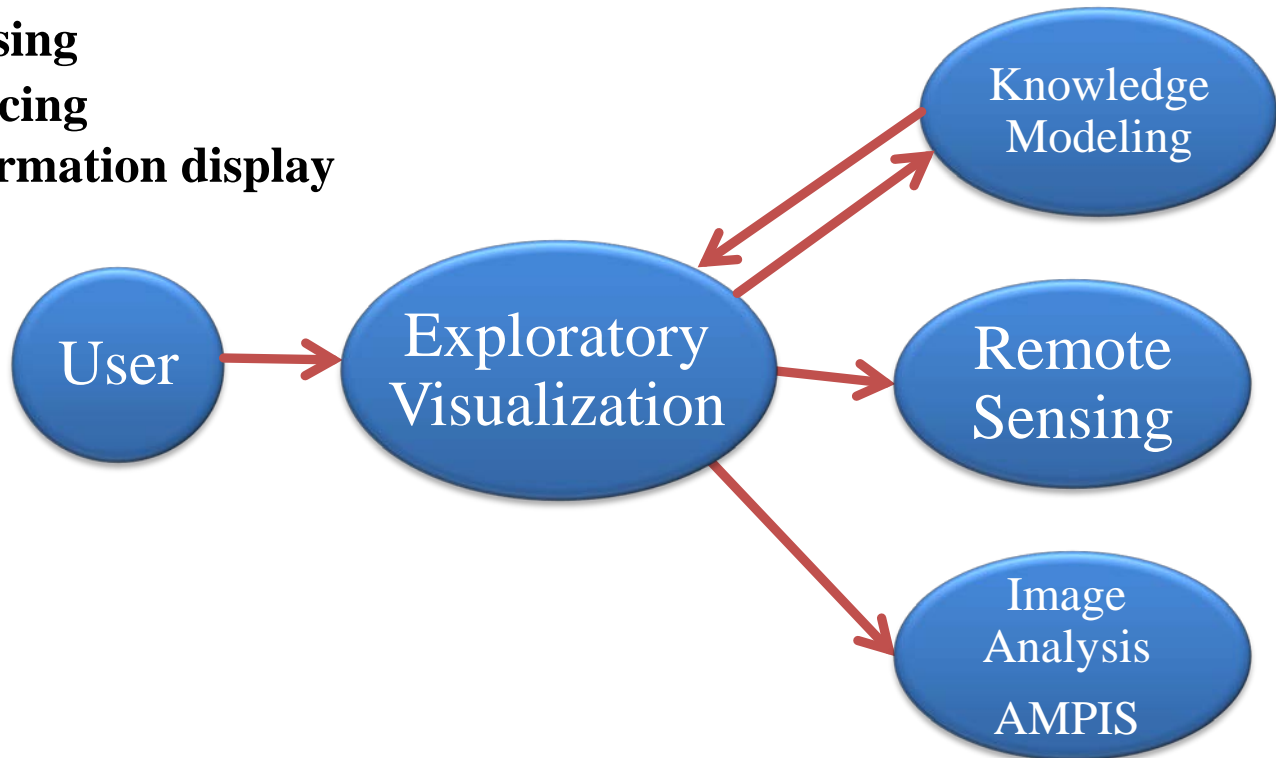 sing
cing
rmation display
Knowledge
Modeling
User
Exploratory
Visualization
Remote
Sensing
Image
Analysis
AMPIS